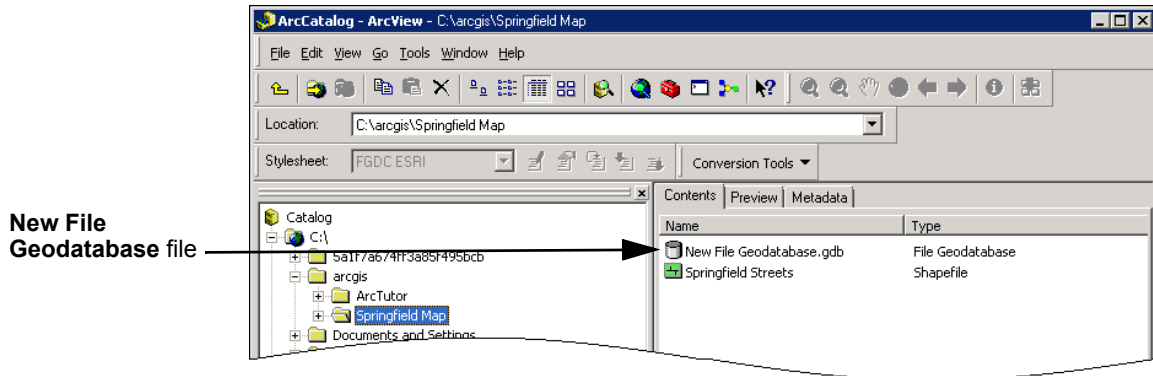 ArcCatalog - ArcView - C:\arcgis\Springfield Map
File Edit View Go Tools Window Help
Location: C:\arcgis\Springfield Map
Stylesheet: FGDC ESRI Conversion Tools
Contents Preview Metadata
Catalog
C:\
5a1f7a674ff3a85f495bcb
arcgis
ArcTutor
Springfield Map
Documents and Settings
Name Type
New File Geodatabase.gdb File Geodatabase
Springfield Streets Shapefile
New File
Geodatabase file